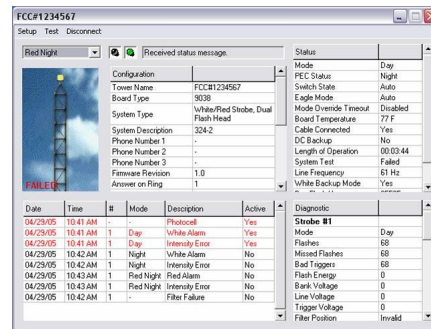 FCC#1234567
Setup Test Disconnect
Red Night
Received status message.
FAILED
Configuration
Tower Name FCC#1234567
Board Type 9038
System Type White/Red Strobe, Dual Flash Head
System Description 324-2
Phone Number 1 -
Phone Number 2 -
Phone Number 3 -
Firmware Revision 1.0
Answer on Ring 1
Status
Mode Day
PEC Status Night
Switch State Auto
Eagle Mode Auto
Mode Override Timeout Disabled
Board Temperature 77 F
Cable Connected Yes
DC Backup No
Length of Operation 00:03:44
System Test Failed
Line Frequency 61 Hz
White Backup Mode Yes
Date Time # Mode Description Active
04/29/05 10:41 AM - - Photocell Yes
04/29/05 10:41 AM 1 Day White Alarm Yes
04/29/05 10:41 AM 1 Day Intensity Error Yes
04/29/05 10:42 AM 1 Night White Alarm No
04/29/05 10:42 AM 1 Night Intensity Error No
04/29/05 10:43 AM 1 Red Night Red Alarm No
04/29/05 10:43 AM 1 Red Night Intensity Error No
04/29/05 10:42 AM 1 - Filter Failure No
Diagnostic
Strobe #1
Mode Day
Flashes 68
Missed Flashes 68
Bad Triggers 68
Flash Energy 0
Bank Voltage 0
Line Voltage 0
Trigger Voltage 0
Filter Position Invalid